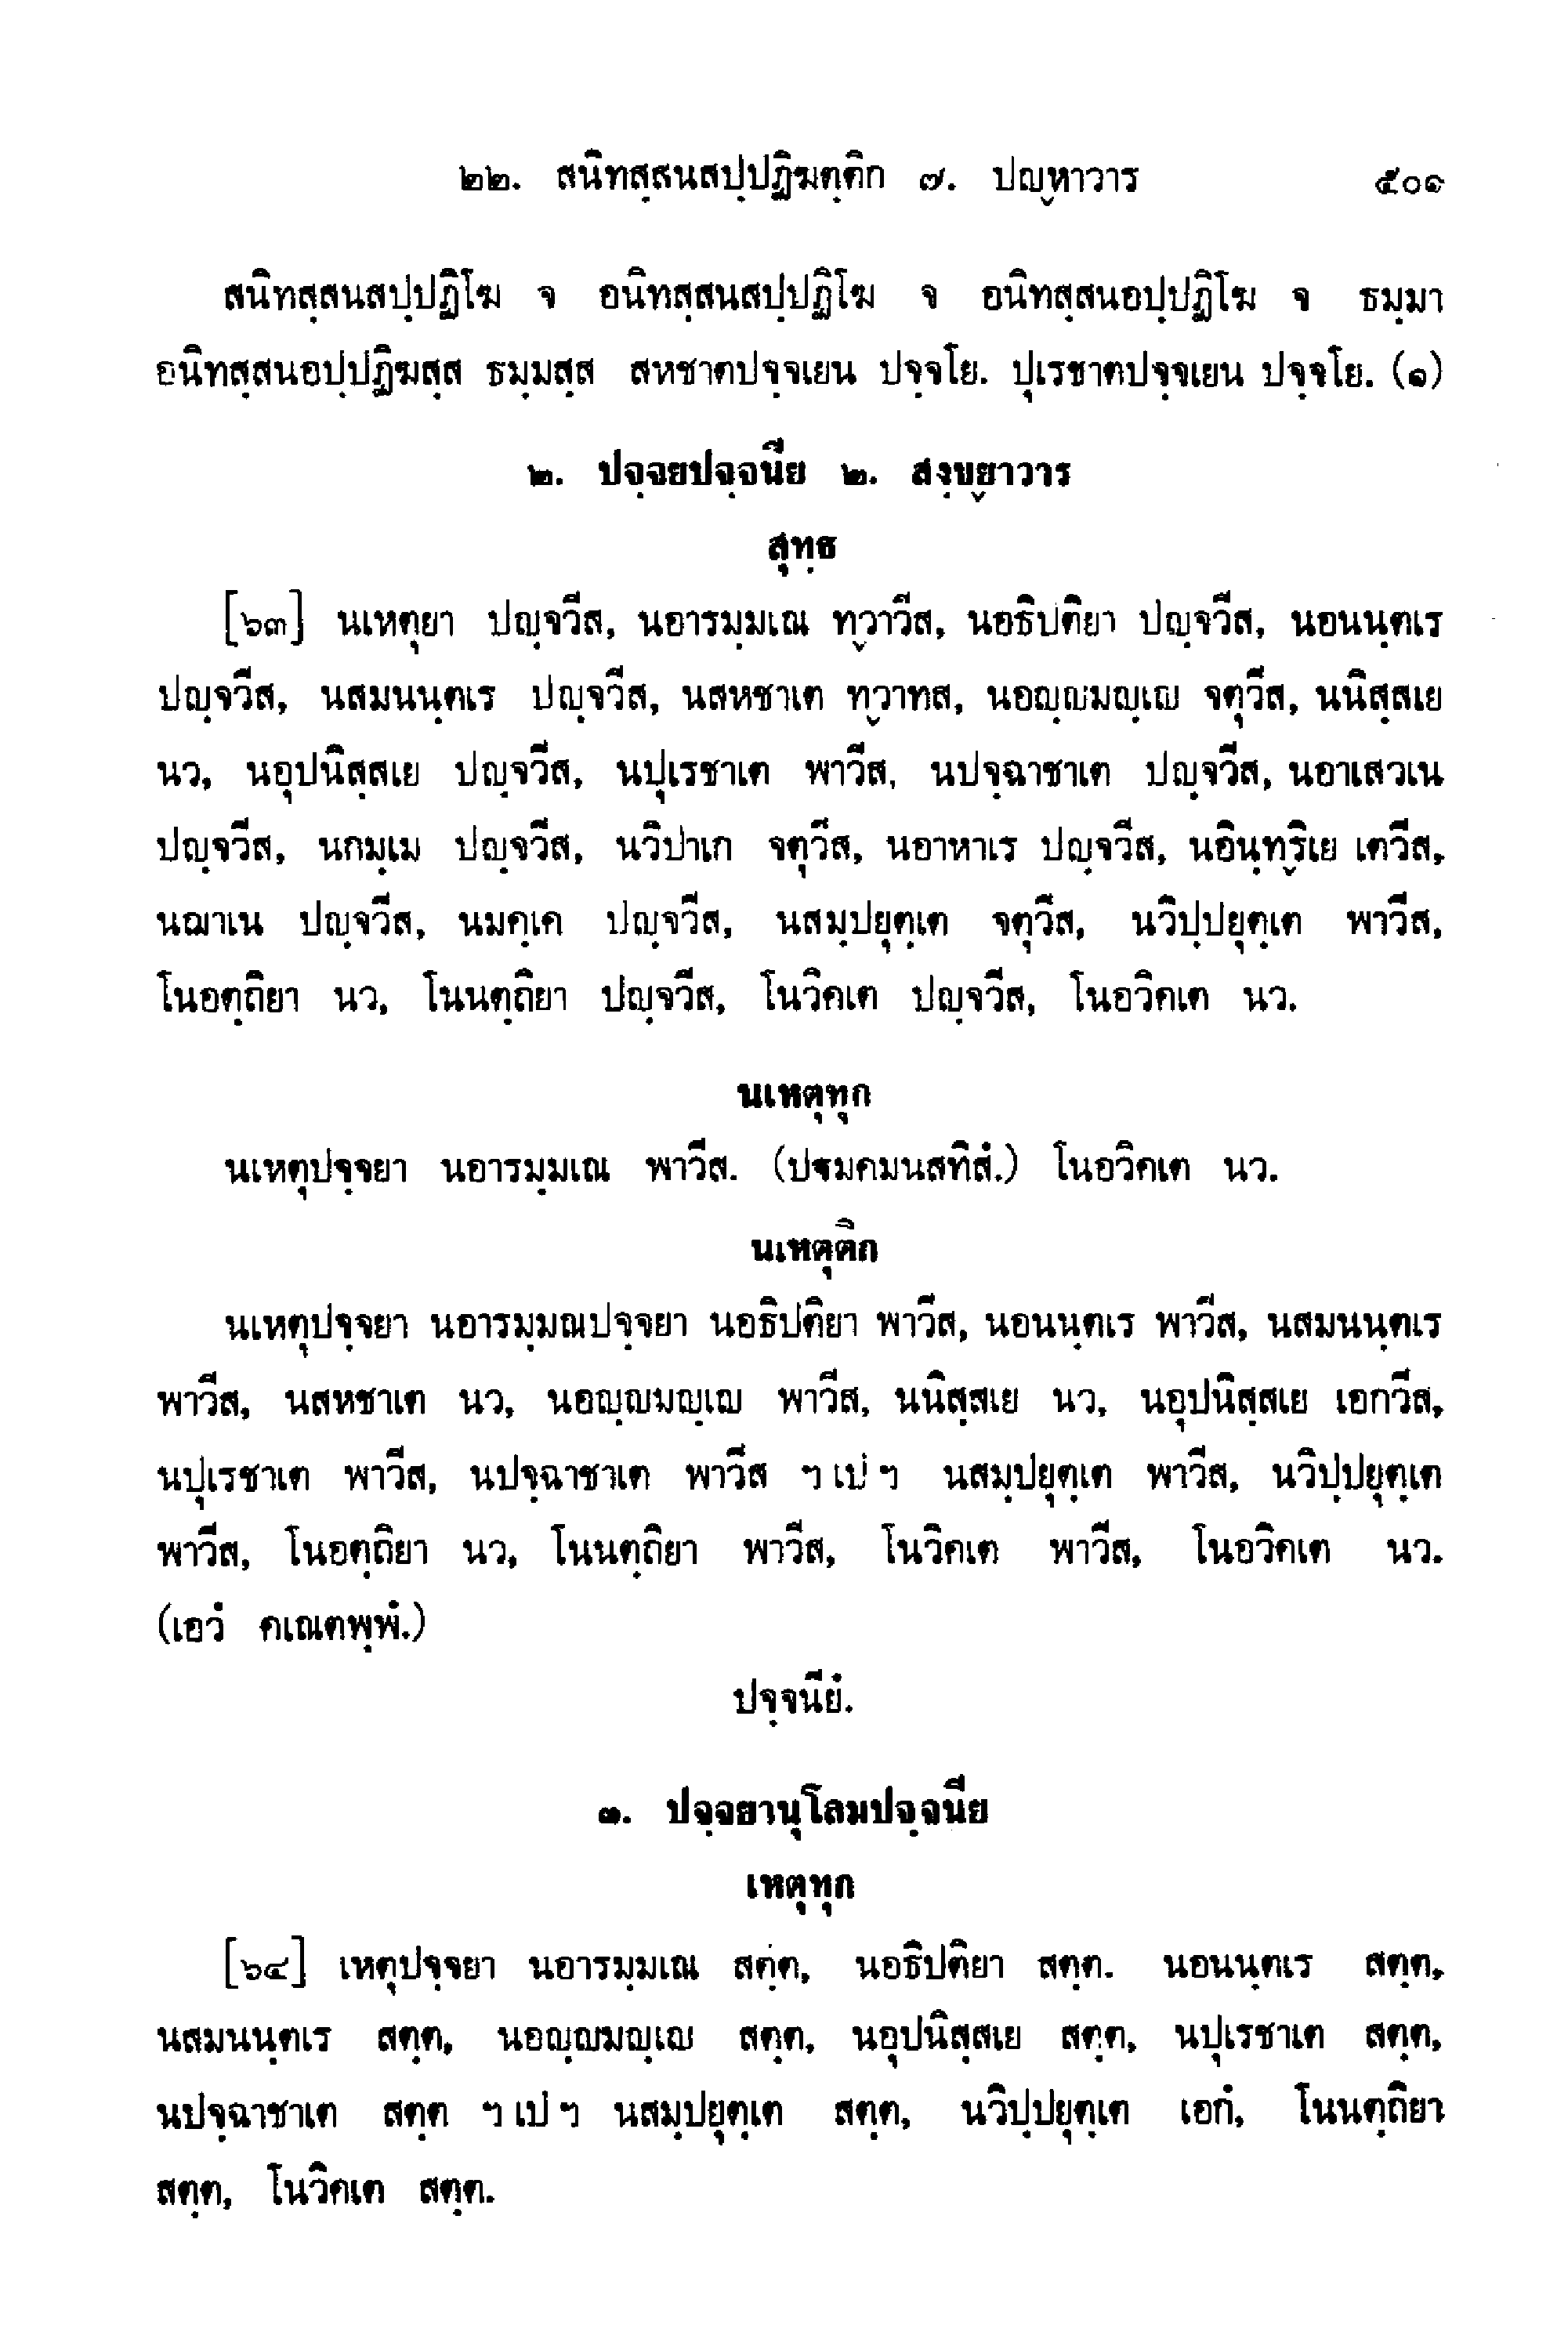 ๒๒. สนิทสฺสนสปฺปฏิฆตฺติก ๗. ปญฺหาวาร ๕๐๑
สนิทสฺสนสปฺปฏิโฆ จ อนิทสฺสนสปฺปฏิโฆ จ อนิทสฺสนอปฺปฏิโฆ จ ธมฺมา
อนิทสฺสนอปฺปฏิฆสฺส ธมฺมสฺส สหชาตปจฺจเยน ปจฺจโย. ปุเรชาตปจฺจเยน ปจฺจโย. (๑)
๒. ปจฺจยปจฺจนีย ๒. สงฺขฺยาวาร
สุทฺธ
[๖๓] นเหตุยา ปญฺจวีส, นอารมฺมเณ ทฺวาวีส, นอธิปติยา ปญฺจวีส, นอนนฺตเร
ปญฺจวีส, นสมนนฺตเร ปญฺจวีส, นสหชาเต ทฺวาทส, นอญฺญมญฺเญ จตุวีส, นนิสฺสเย
นว, นอุปนิสฺสเย ปญฺจวีส, นปุเรชาเต พาวีส, นปจฺฉาชาเต ปญฺจวีส, นอาเสวเน
ปญฺจวีส, นกมฺเม ปญฺจวีส, นวิปาเก จตุวีส, นอาหาเร ปญฺจวีส, นอินฺทฺริเย เตวีส,
นฌาเน ปญฺจวีส, นมคฺเค ปญฺจวีส, นสมฺปยุตฺเต จตุวีส, นวิปฺปยุตฺเต พาวีส,
โนอตฺถิยา นว, โนนตฺถิยา ปญฺจวีส, โนวิคเต ปญฺจวีส, โนอวิคเต นว.
นเหตุทุก
นเหตุปจฺจยา นอารมฺมเณ พาวีส. (ปฐมคมนสทิสํ.) โนอวิคเต นว.
นเหตุติก
นเหตุปจฺจยา นอารมฺมณปจฺจยา นอธิปติยา พาวีส, นอนนฺตเร พาวีส, นสมนนฺตเร
พาวีส, นสหชาเต นว, นอญฺญมญฺเญ พาวีส, นนิสฺสเย นว, นอุปนิสฺสเย เอกวีส,
นปุเรชาเต พาวีส, นปจฺฉาชาเต พาวีส ฯ เป ฯ นสมฺปยุตฺเต พาวีส, นวิปฺปยุตฺเต
พาวีส, โนอตฺถิยา นว, โนนตฺถิยา พาวีส, โนวิคเต พาวีส, โนอวิคเต นว.
(เอวํ คเณตพฺพํ.)
ปจฺจนียํ.
๓. ปจฺจยานุโลมปจฺจนีย
เหตุทุก
[๖๔] เหตุปจฺจยา นอารมฺมเณ สตฺต, นอธิปติยา สตฺต. นอนนฺตเร สตฺต,
นสมนนฺตเร สตฺต, นอญฺญมญฺเญ สตฺต, นอุปนิสฺสเย สตฺต, นปุเรชาเต สตฺต,
นปจฺฉาชาเต สตฺต ฯ เป ฯ นสมฺปยุตฺเต สตฺต, นวิปฺปยุตฺเต เอกํ, โนนตฺถิยา
สตฺต, โนวิคเต สตฺต.